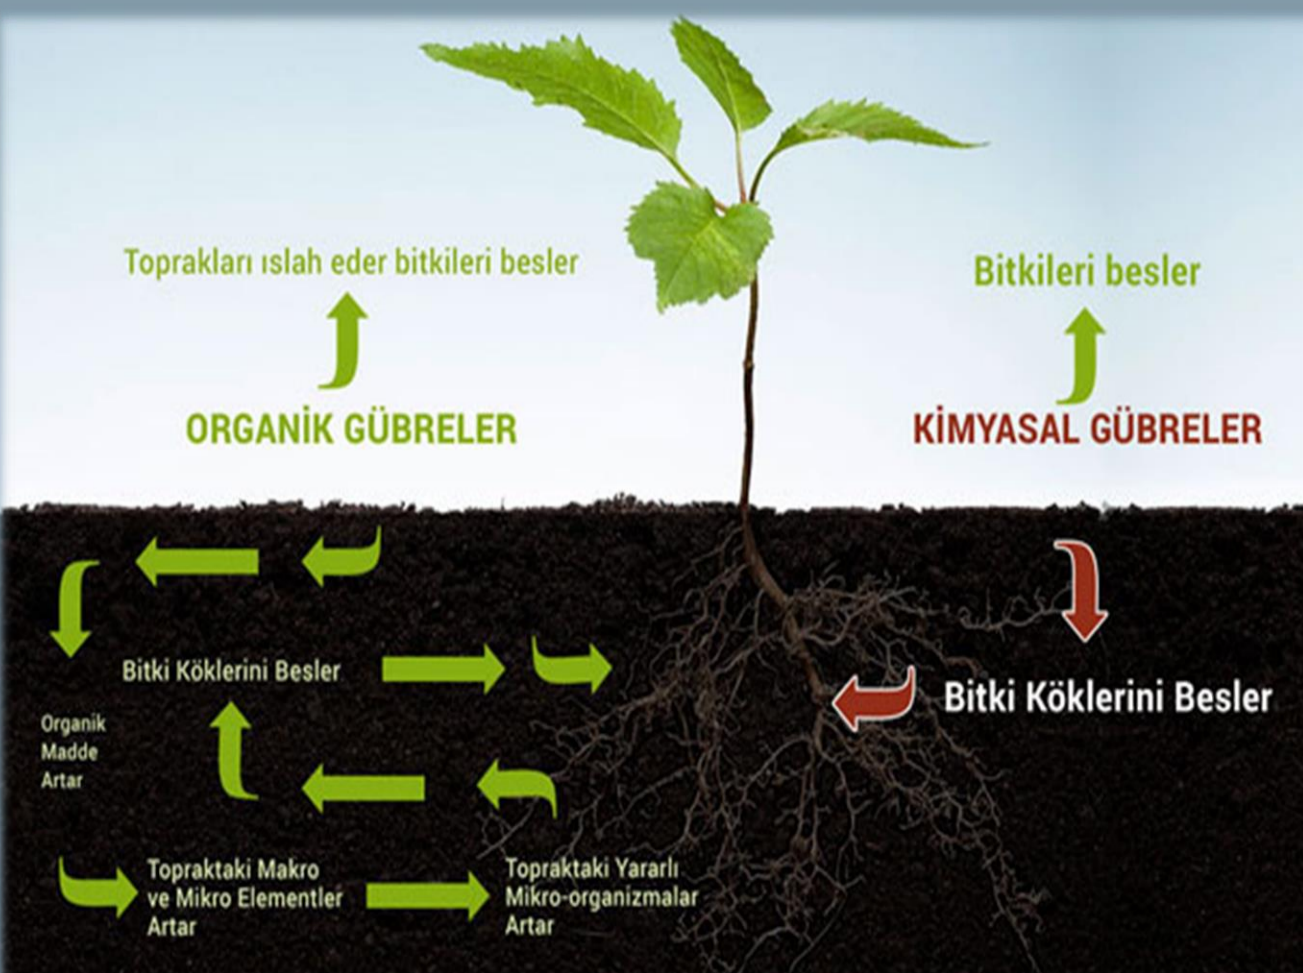 Toprakları ıslah eder bitkileri besler
Bitkileri besler
ORGANİK GÜBRELER
KİMYASAL GÜBRELER
Bitki Köklerini Besler
Bitki Köklerini Besler
Organik
Madde
Artar
Topraktaki Makro
ve Mikro Elementler
Artar
Topraktaki Yararlı
Mikro-organizmalar
Artar